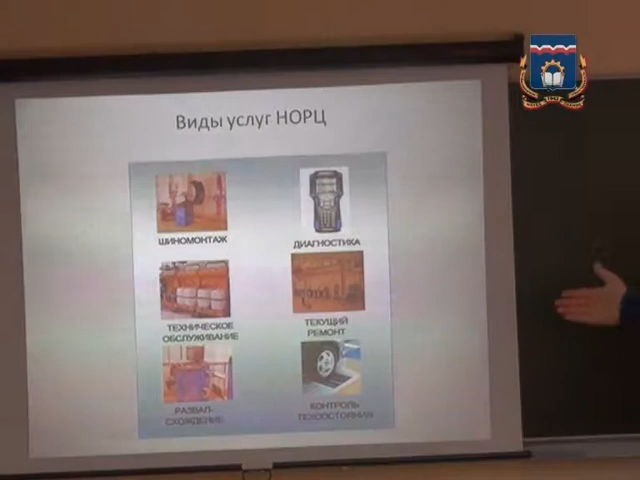 Виды услуг НОРЦ
ШИНОМОНТАЖ
ДИАГНОСТИКА
ТЕХНИЧЕСКОЕ
ОБСЛУЖИВАНИЕ
ТЕКУЩИЙ
РЕМОНТ
РАЗВАЛ-
СХОЖДЕНИЕ
КОНТРОЛЬ
ТЕХСОСТОЯНИЯ